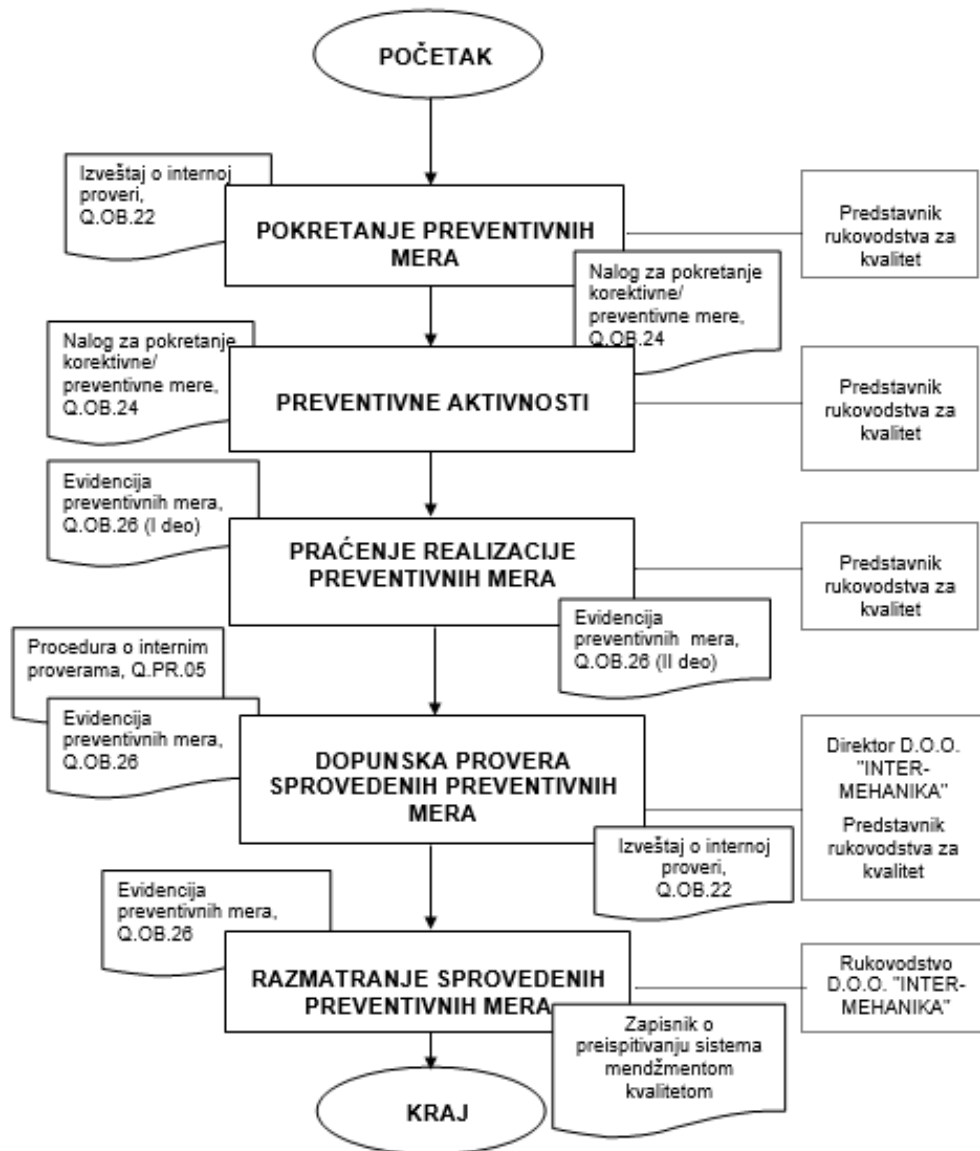 POČETAK
Izveštaj o internoj
proveri,
Q.OB.22
POKRETANJE PREVENTIVNIH
MERA
Predstavnik
rukovodstva za
kvalitet
Nalog za pokretanje
korektivne/
preventivne mere,
Q.OB.24
Nalog za pokretanje
korektivne/
preventivne mere,
Q.OB.24
PREVENTIVNE AKTIVNOSTI
Predstavnik
rukovodstva za
kvalitet
Evidencija
preventivnih mera,
Q.OB.26 (I deo)
PRAĆENJE REALIZACIJE
PREVENTIVNIH MERA
Predstavnik
rukovodstva za
kvalitet
Evidencija
preventivnih mera,
Q.OB.26 (II deo)
Procedura o internim
proverama, Q.PR.05
Evidencija
preventivnih mera,
Q.OB.26
DOPUNSKA PROVERA
SPROVEDENIH PREVENTIVNIH
MERA
Direktor D.O.O.
"INTER-
MEHANIKA"
Predstavnik
rukovodstva za
kvalitet
Izveštaj o internoj
proveri,
Q.OB.22
Evidencija
preventivnih mera,
Q.OB.26
RAZMATRANJE SPROVEDENIH
PREVENTIVNIH MERA
Rukovodstvo
D.O.O. "INTER-
MEHANIKA"
Zapisnik o
preispitivanju sistema
mendžmentom
kvalitetom
KRAJ